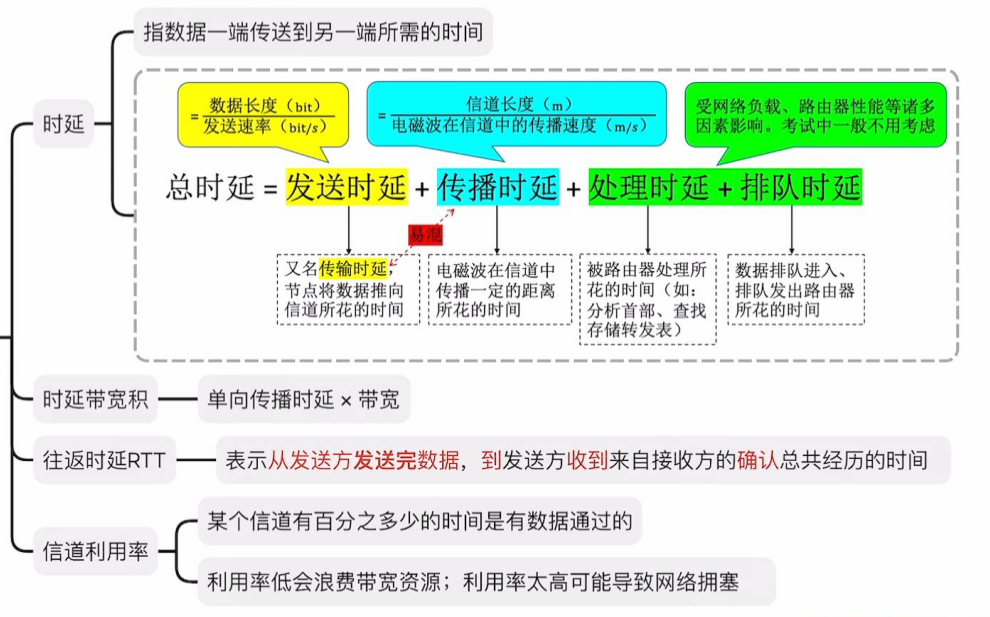 指数据一端传送到另一端所需的时间
时延
= 数据长度（bit）
发送速率（bit/s）
= 信道长度（m）
电磁波在信道中的传播速度（m/s）
受网络负载、路由器性能等诸多
因素影响。考试中一般不用考虑
总时延 = 发送时延 + 传播时延 + 处理时延 + 排队时延
易混
又名传输时延，
节点将数据推向
信道所花的时间
电磁波在信道中
传播一定的距离
所花的时间
被路由器处理所
花的时间（如：
分析首部、查找
存储转发表）
数据排队进入、
排队发出路由器
所花的时间
时延带宽积
单向传播时延 × 带宽
往返时延RTT
表示从发送方发送完数据，到发送方收到来自接收方的确认总共经历的时间
信道利用率
某个信道有百分之多少的时间是有数据通过的
利用率低会浪费带宽资源；利用率太高可能导致网络拥塞